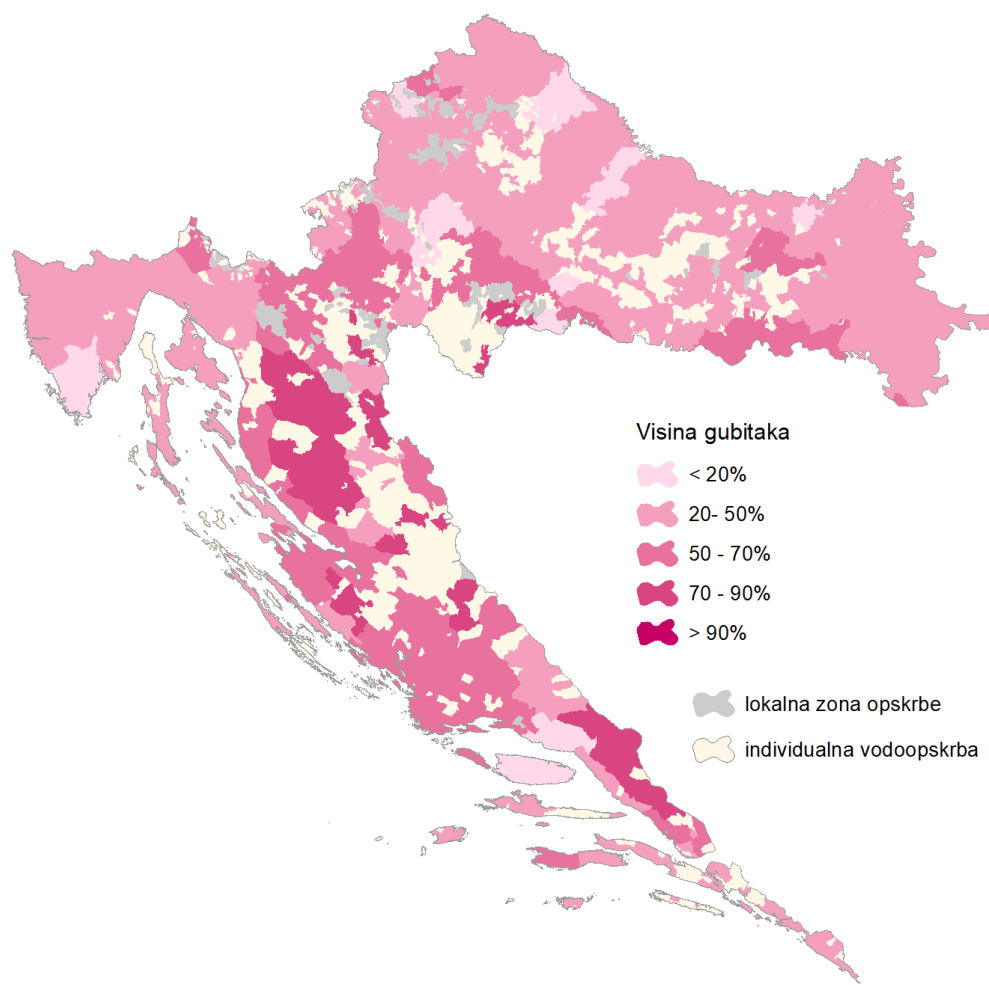 Visina gubitaka
< 20%
20- 50%
50 - 70%
70 - 90%
> 90%
lokalna zona opskrbe
individualna vodoopskrba